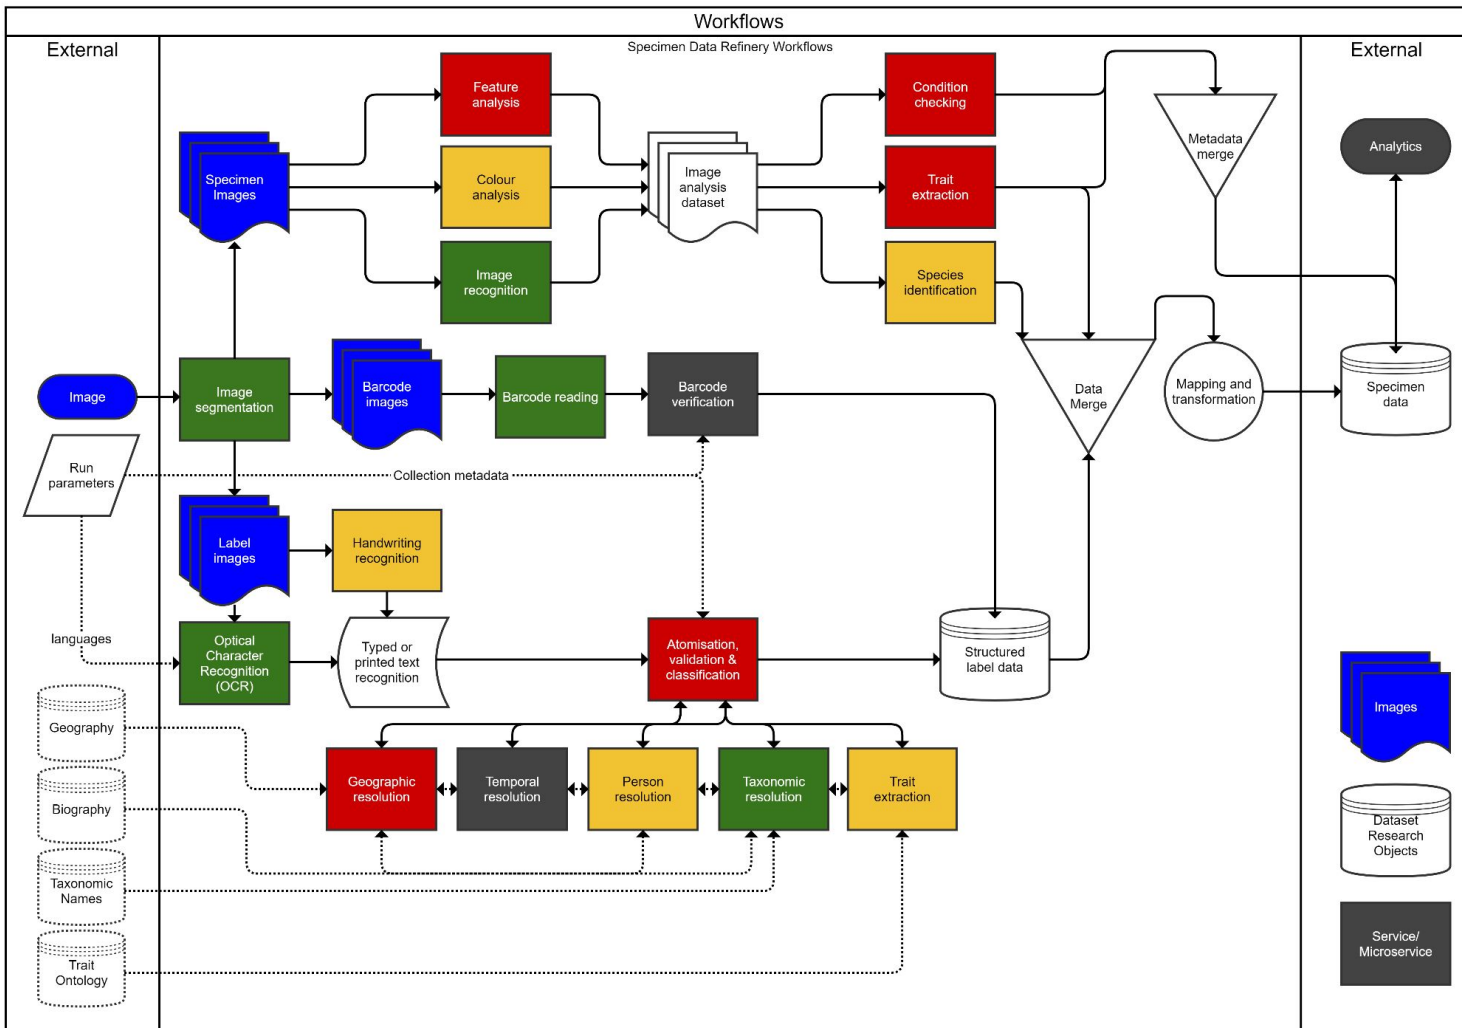 Workflows
External
Specimen Data Refinery Workflows
External
Feature
analysis
Condition
checking
Metadata
merge
Analytics
Specimen
Images
Colour
analysis
Image
analysis
dataset
Trait
extraction
Image
recognition
Species
identification
Image
Image
segmentation
Barcode
images
Barcode reading
Barcode
verification
Data
Merge
Mapping and
transformation
Specimen
data
Run
parameters
Collection metadata
Label
images
Handwriting
recognition
languages
Optical
Character
Recognition
(OCR)
Typed or
printed text
recognition
Atomisation,
validation &
classification
Structured
label data
Images
Geography
Geographic
resolution
Temporal
resolution
Person
resolution
Taxonomic
resolution
Trait
extraction
Biography
Dataset
Research
Objects
Taxonomic
Names
Trait
Ontology
Service/
Microservice